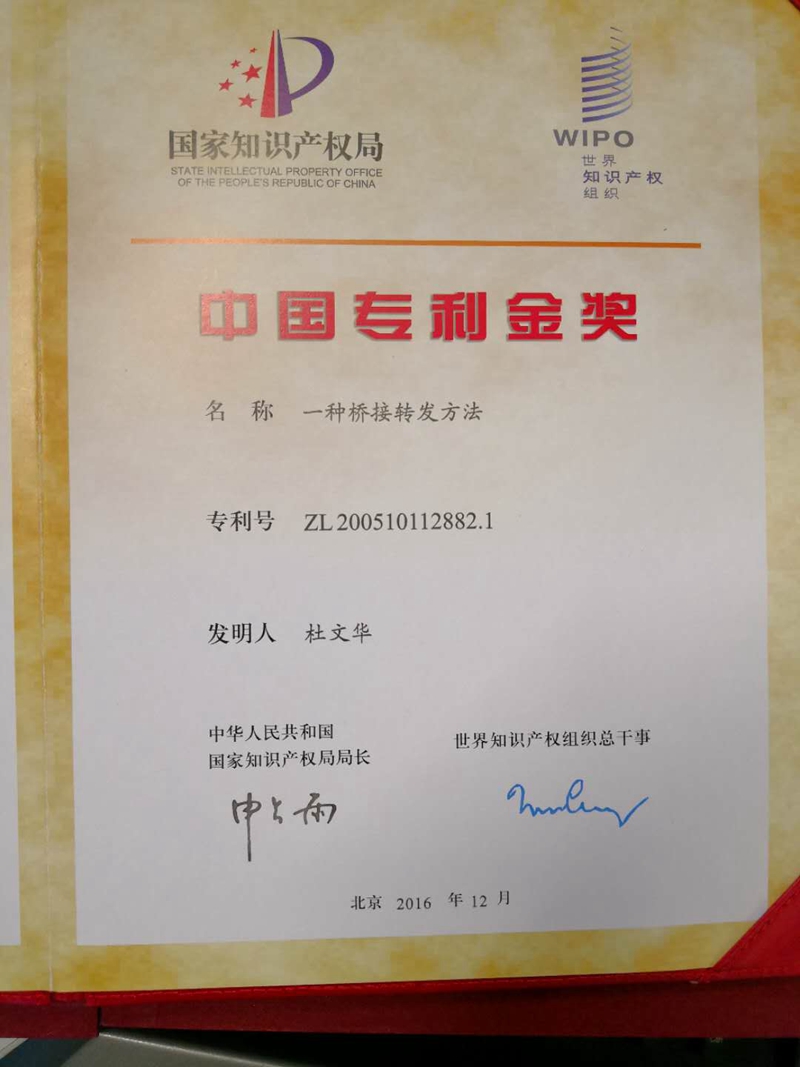 国家知识产权局
STATE INTELLECTUAL PROPERTY OFFICE
OF THE PEOPLE'S REPUBLIC OF CHINA
WIPO
世界
知识产权
组织
中国专利金奖
名 称 一种桥接转发方法
专利号 ZL 200510112882.1
发明人 杜文华
中华人民共和国
国家知识产权局局长
世界知识产权组织总干事
申长雨
北京 2016 年 12 月